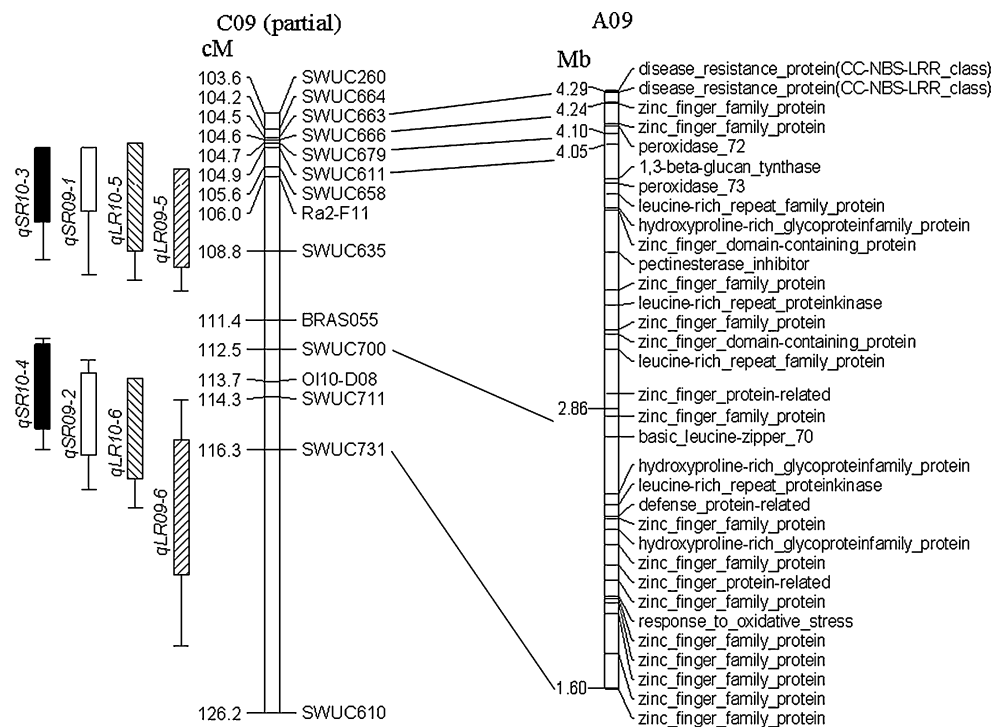 C09 (partial)
A09
cM
Mb
qSR10-3
qSR09-1
qLR10-5
qLR09-5
qSR10-4
qSR09-2
qLR10-6
qLR09-6
103.6
104.2
104.5
104.6
104.7
104.9
105.6
106.0
108.8
111.4
112.5
113.7
114.3
116.3
126.2
SWUC260
SWUC664
SWUC663
SWUC666
SWUC679
SWUC611
SWUC658
Ra2-F11
SWUC635
BRAS055
SWUC700
Ol10-D08
SWUC711
SWUC731
SWUC610
4.29
4.24
4.10
4.05
2.86
1.60
disease_resistance_protein(CC-NBS-LRR_class)
disease_resistance_protein(CC-NBS-LRR_class)
zinc_finger_family_protein
zinc_finger_family_protein
peroxidase_72
1,3-beta-glucan_tynthase
peroxidase_73
leucine-rich_repeat_family_protein
hydroxyproline-rich_glycoproteinfamily_protein
zinc_finger_domain-containing_protein
pectinesterase_inhibitor
zinc_finger_family_protein
leucine-rich_repeat_proteinkinase
zinc_finger_family_protein
zinc_finger_domain-containing_protein
leucine-rich_repeat_family_protein
zinc_finger_protein-related
zinc_finger_family_protein
basic_leucine-zipper_70
hydroxyproline-rich_glycoproteinfamily_protein
leucine-rich_repeat_proteinkinase
defense_protein-related
zinc_finger_family_protein
hydroxyproline-rich_glycoproteinfamily_protein
zinc_finger_family_protein
zinc_finger_protein-related
zinc_finger_family_protein
response_to_oxidative_stress
zinc_finger_family_protein
zinc_finger_family_protein
zinc_finger_family_protein
zinc_finger_family_protein
zinc_finger_family_protein